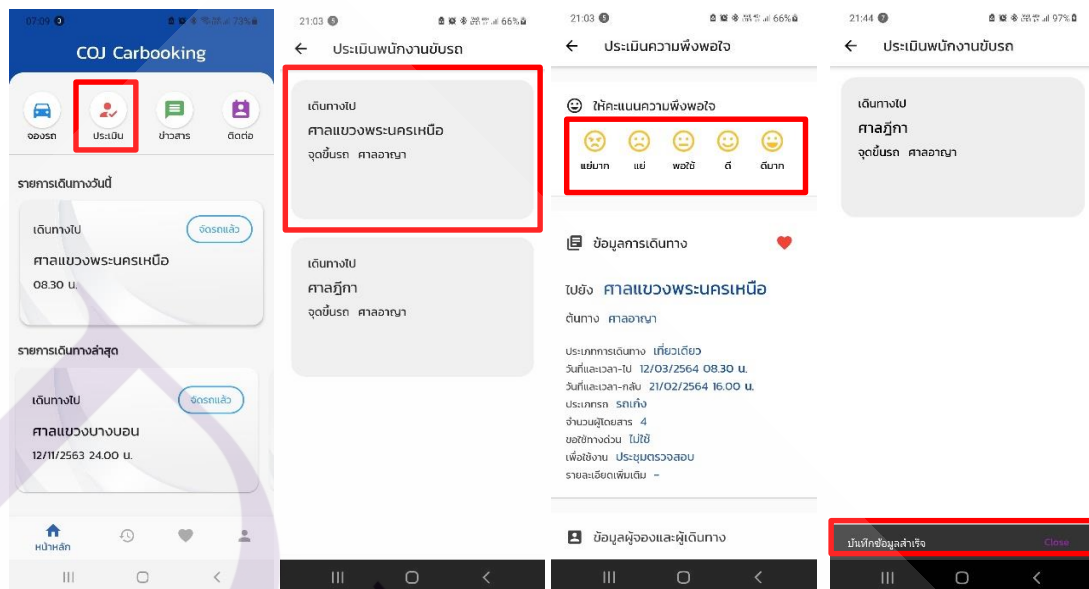 07:09
73%
COJ Carbooking
จองรถ
ประเมิน
ข่าวสาร
ติดต่อ
รายการเดินทางวันนี้
เดินทางไป
จัดรถแล้ว
ศาลแขวงพระนครเหนือ
08.30 น.
รายการเดินทางล่าสุด
เดินทางไป
จัดรถแล้ว
ศาลแขวงบางบอน
12/11/2563 24.00 น.
หน้าหลัก
21:03
66%
ประเมินพนักงานขับรถ
เดินทางไป
ศาลแขวงพระนครเหนือ
จุดขึ้นรถ ศาลอาญา
เดินทางไป
ศาลฎีกา
จุดขึ้นรถ ศาลอาญา
21:03
66%
ประเมินความพึงพอใจ
ให้คะแนนความพึงพอใจ
แย่มาก แย่ พอใช้ ดี ดีมาก
ข้อมูลการเดินทาง
ไปยัง ศาลแขวงพระนครเหนือ
ต้นทาง ศาลอาญา
ประเภทการเดินทาง เที่ยวเดียว
วันที่และเวลา-ไป 12/03/2564 08.30 น.
วันที่และเวลา-กลับ 21/02/2564 16.00 น.
ประเภทรถ รถเก๋ง
จำนวนผู้โดยสาร 4
ขอใช้ทางด่วน ไม่ใช้
เพื่อใช้งาน ประชุมตรวจสอบ
รายละเอียดเพิ่มเติม -
ข้อมูลผู้จองและผู้เดินทาง
21:44
97%
ประเมินพนักงานขับรถ
เดินทางไป
ศาลฎีกา
จุดขึ้นรถ ศาลอาญา
บันทึกข้อมูลสำเร็จ
Close